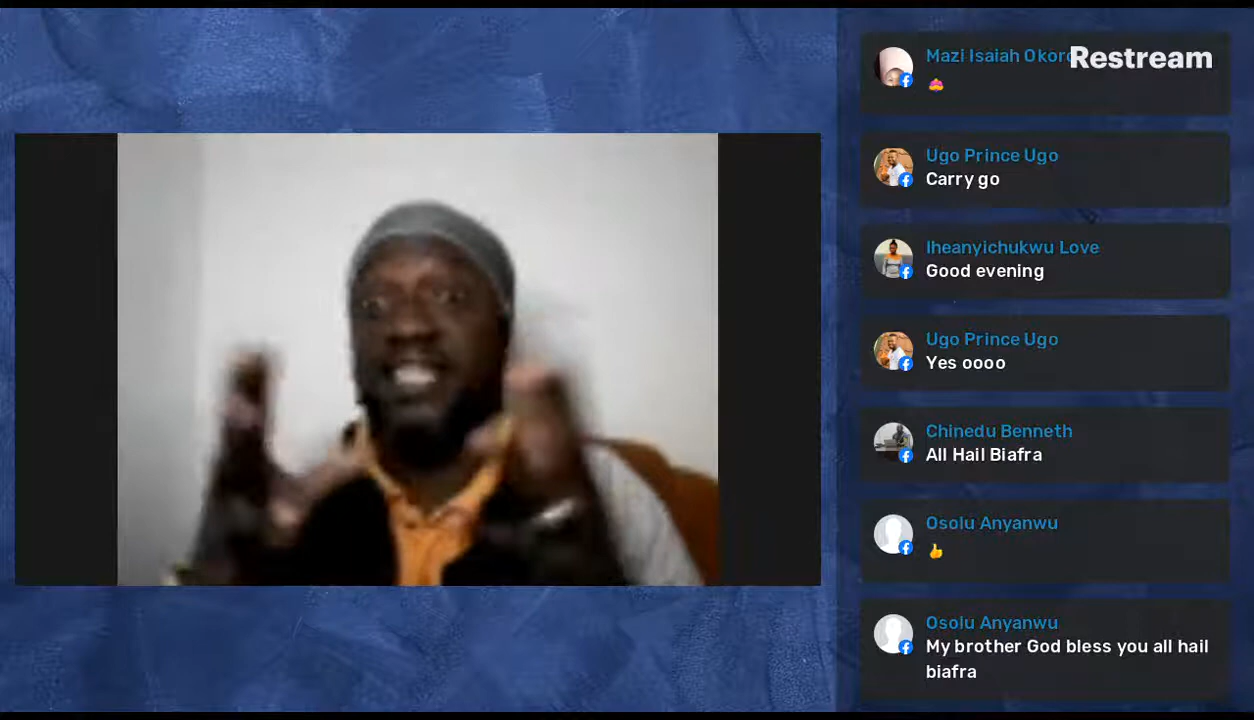 Mazi Isaiah Okoro
Restream
Ugo Prince Ugo
Carry go
Iheanyichukwu Love
Good evening
Ugo Prince Ugo
Yes oooo
Chinedu Benneth
All Hail Biafra
Osolu Anyanwu
👍
Osolu Anyanwu
My brother God bless you all hail
biafra